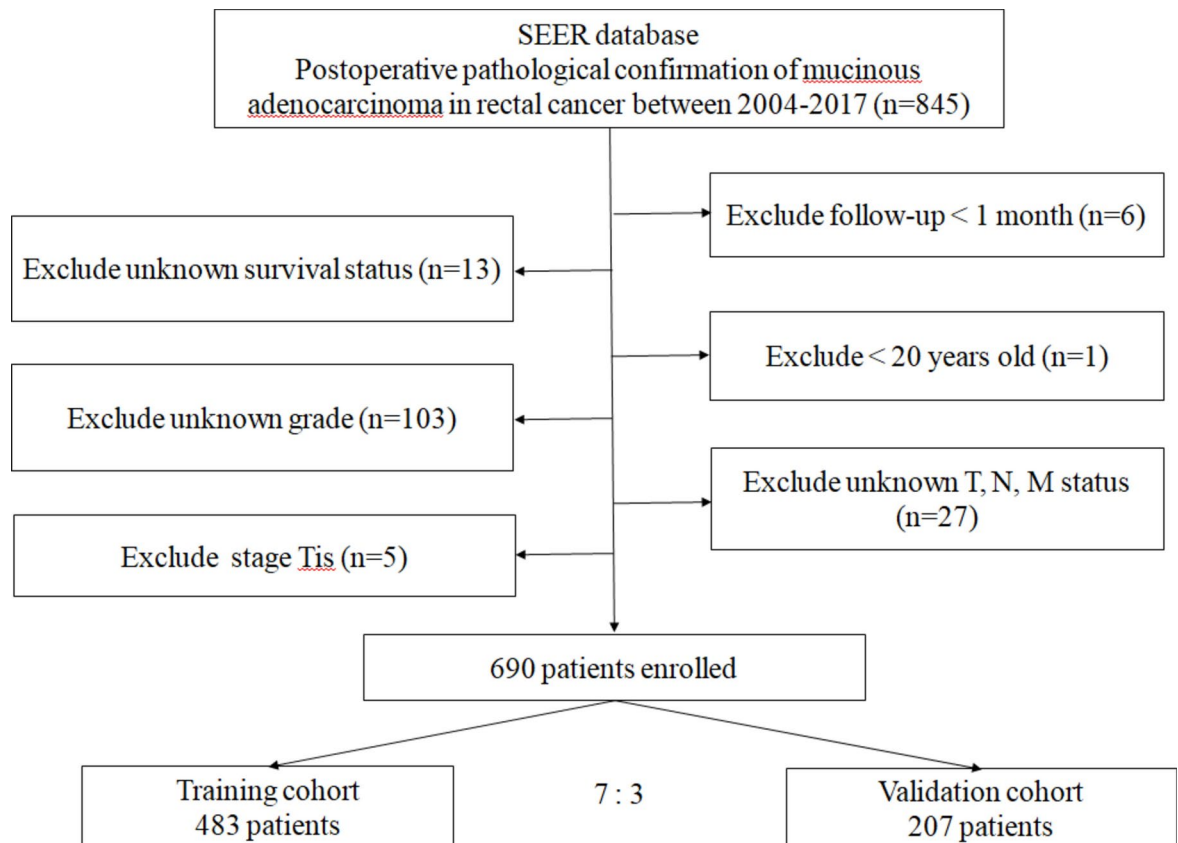 SEER database
Postoperative pathological confirmation of mucinous
adenocarcinoma in rectal cancer between 2004-2017 (n=845)
Exclude follow-up < 1 month (n=6)
Exclude unknown survival status (n=13)
Exclude < 20 years old (n=1)
Exclude unknown grade (n=103)
Exclude unknown T, N, M status
(n=27)
Exclude stage Tis (n=5)
690 patients enrolled
Training cohort
483 patients
7 : 3
Validation cohort
207 patients